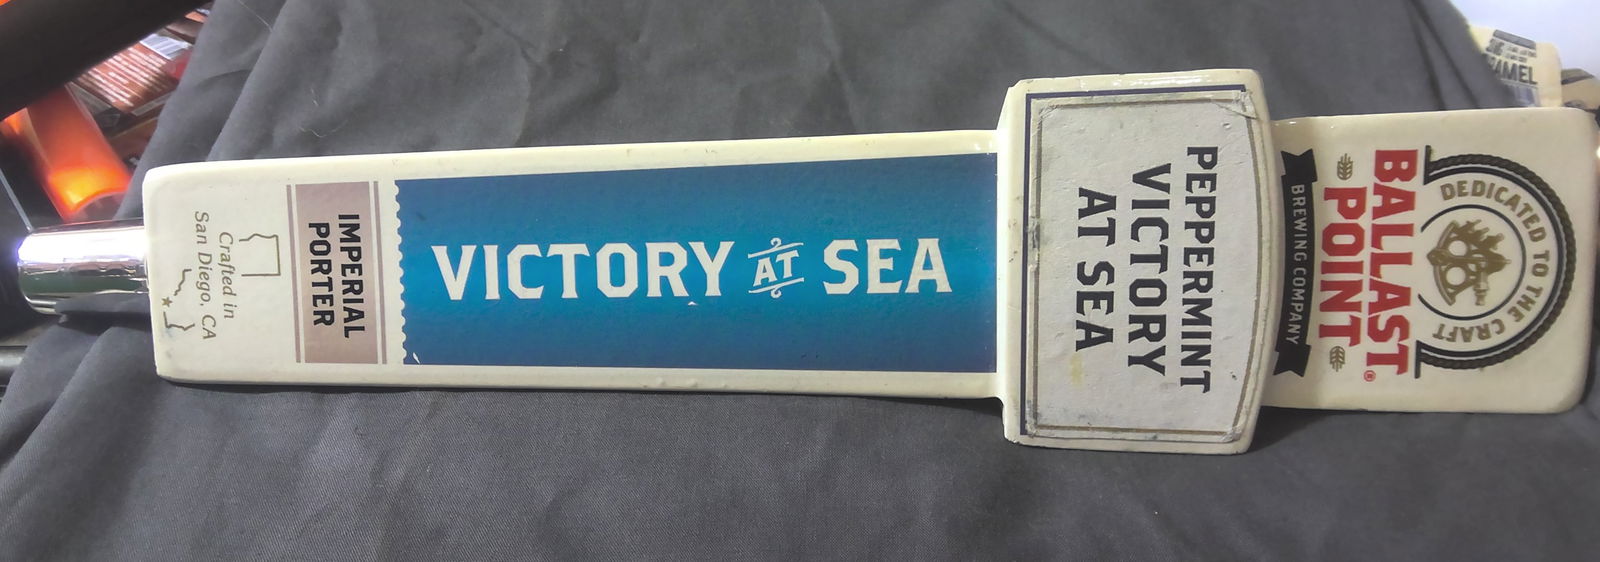 DEDICATED TO THE CRAFT
BALLAST
POINT®
BREWING COMPANY
PEPPERMINT
VICTORY
AT SEA
VICTORY AT SEA
IMPERIAL
PORTER
Crafted in
San Diego, CA